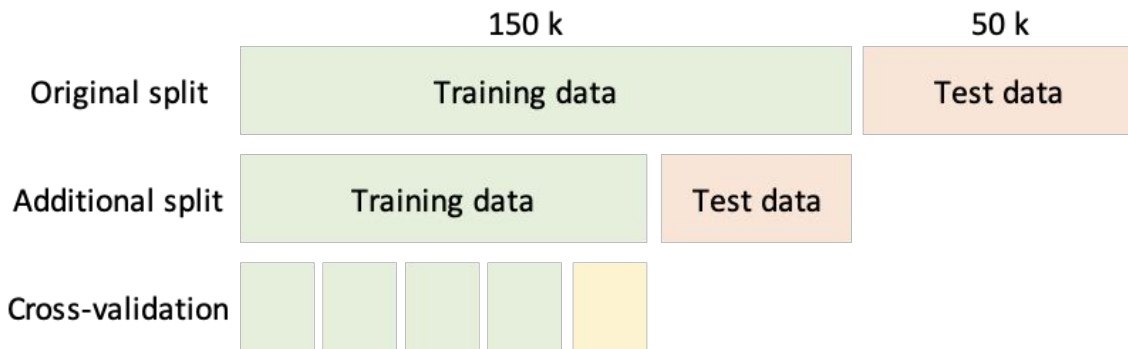 150 k 50 k
Original split Training data Test data
Additional split Training data Test data
Cross-validation